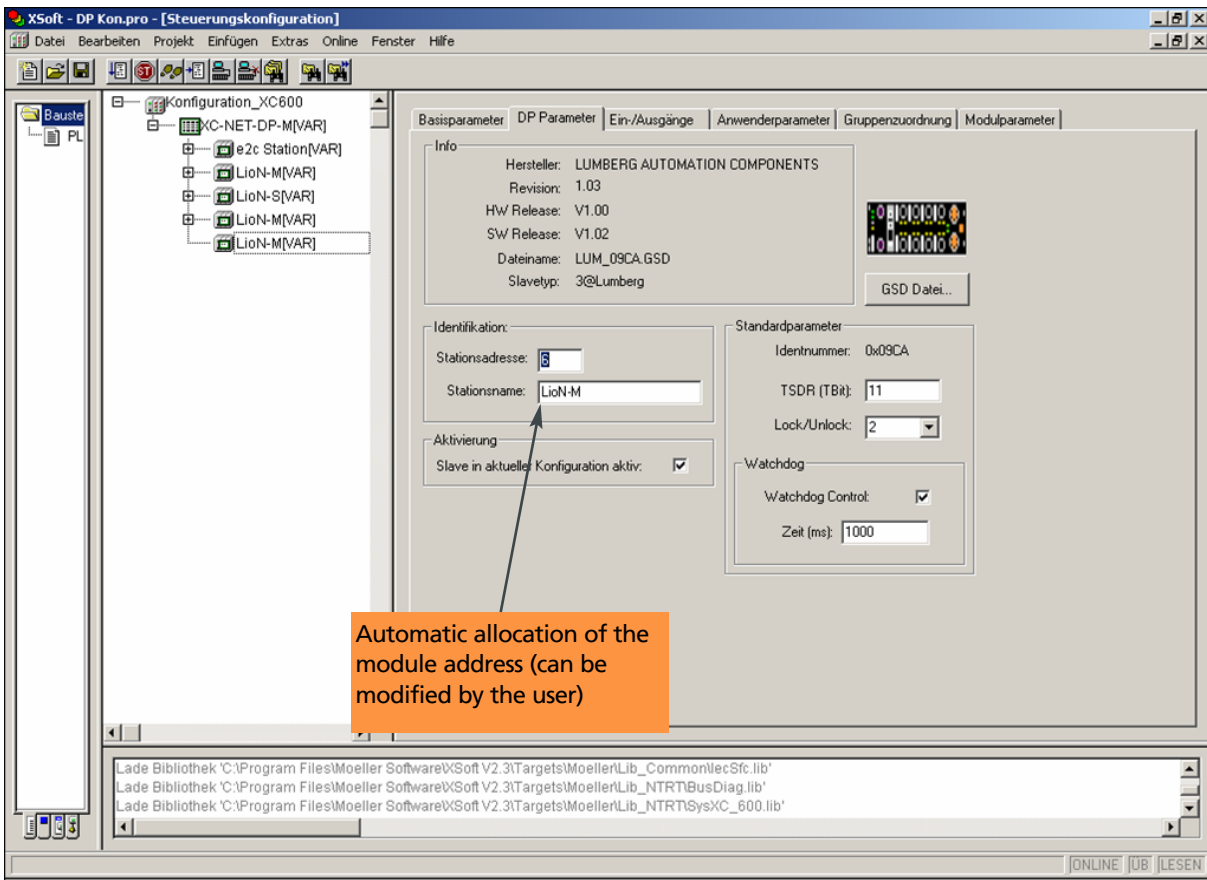 XSoft - DP Kon.pro - [Steuerungskonfiguration]
Datei Bearbeiten Projekt Einfügen Extras Online Fenster Hilfe
Bauste
PL
Konfiguration_XC600
XC-NET-DP-M[VAR]
e2c Station[VAR]
LioN-M[VAR]
LioN-S[VAR]
LioN-M[VAR]
LioN-M[VAR]
Basisparameter DP Parameter Ein-/Ausgänge Anwenderparameter Gruppenzuordnung Modulparameter
Info
Hersteller: LUMBERG AUTOMATION COMPONENTS
Revision: 1.03
HW Release: V1.00
SW Release: V1.02
Dateiname: LUM_09CA.GSD
Slavetyp: 3@Lumberg
GSD Datei...
Identifikation:
Stationsadresse: 6
Stationsname: LioN-M
Aktivierung
Slave in aktueller Konfiguration aktiv:
Standardparameter
Identnummer: 0x09CA
TSDR (TBit): 11
Lock/Unlock: 2
Watchdog
Watchdog Control:
Zeit (ms): 1000
Automatic allocation of the
module address (can be
modified by the user)
Lade Bibliothek 'C:\Program Files\Moeller Software\XSoft V2.3\Targets\Moeller\Lib_Common\IecSfc.lib'
Lade Bibliothek 'C:\Program Files\Moeller Software\XSoft V2.3\Targets\Moeller\Lib_NTRT\BusDiag.lib'
Lade Bibliothek 'C:\Program Files\Moeller Software\XSoft V2.3\Targets\Moeller\Lib_NTRT\SysXC_600.lib'
ONLINE ÜB LESEN